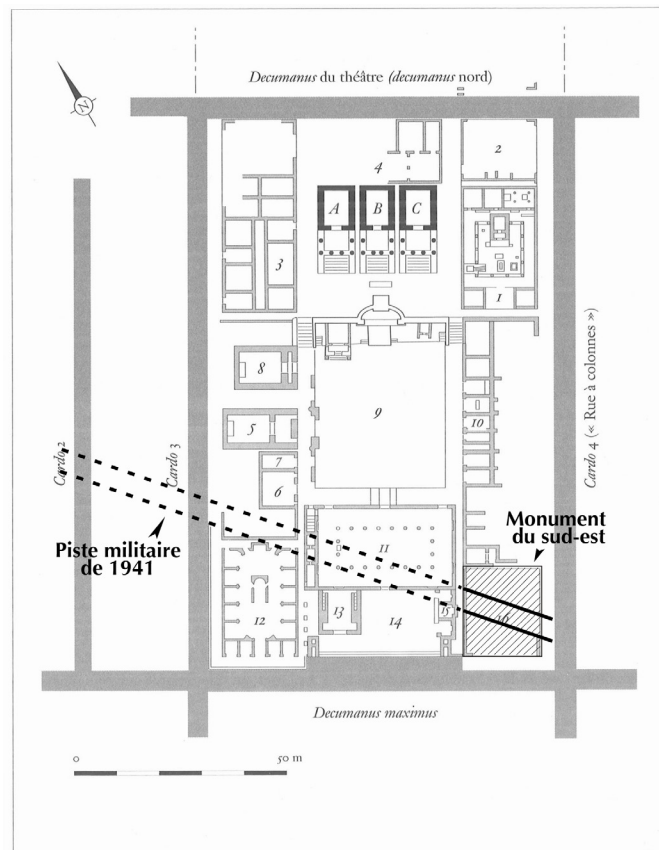 Decumanus du théâtre (decumanus nord)
N
2
4
A
B
C
3
1
8
9
Cardo 4 (« Rue à colonnes »)
5
10
Cardo 2
Cardo 3
7
6
Monument
du sud-est
Piste militaire
de 1941
11
16
12
13
14
15
Decumanus maximus
0
50 m